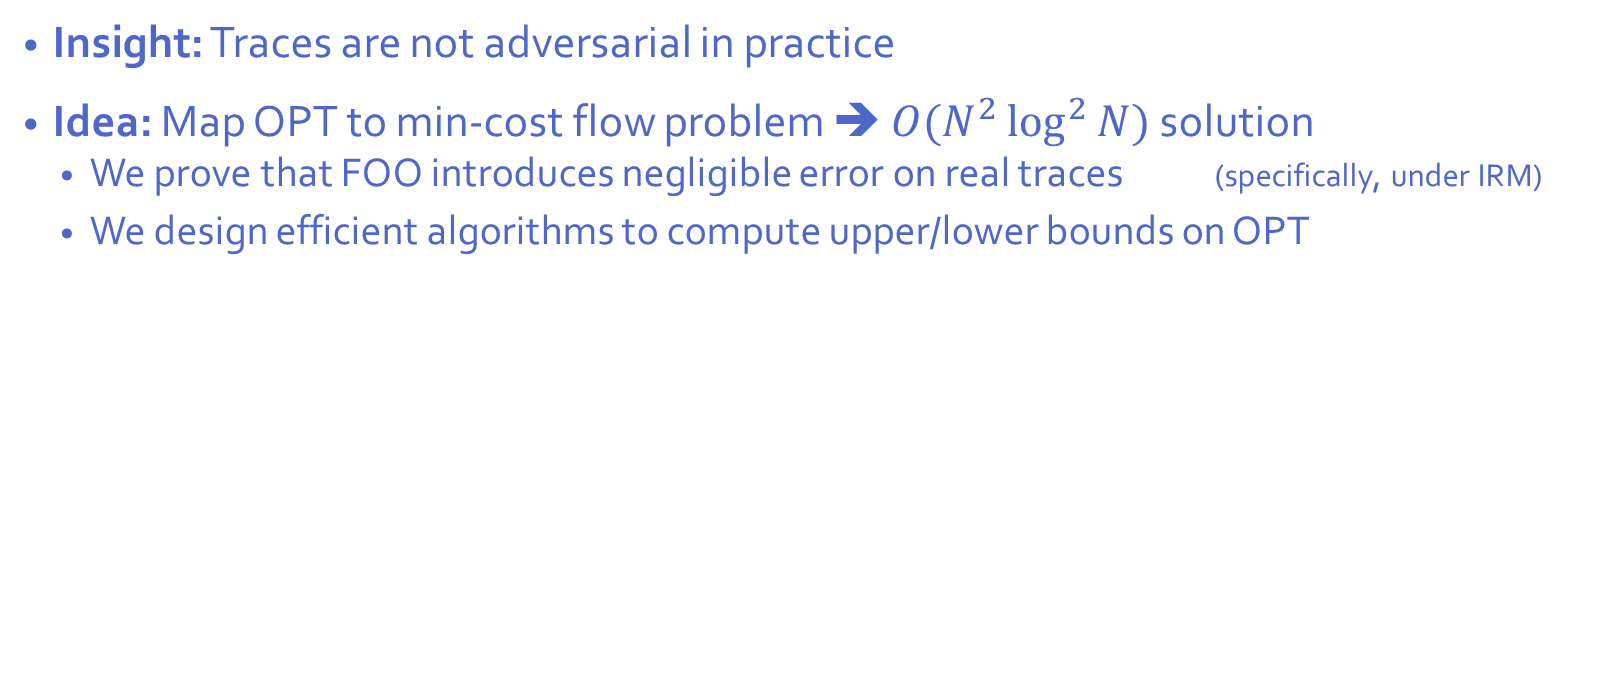 • Insight: Traces are not adversarial in practice
• Idea: Map OPT to min-cost flow problem 🡺 O(N² log² N) solution
• We prove that FOO introduces negligible error on real traces (specifically, under IRM)
• We design efficient algorithms to compute upper/lower bounds on OPT